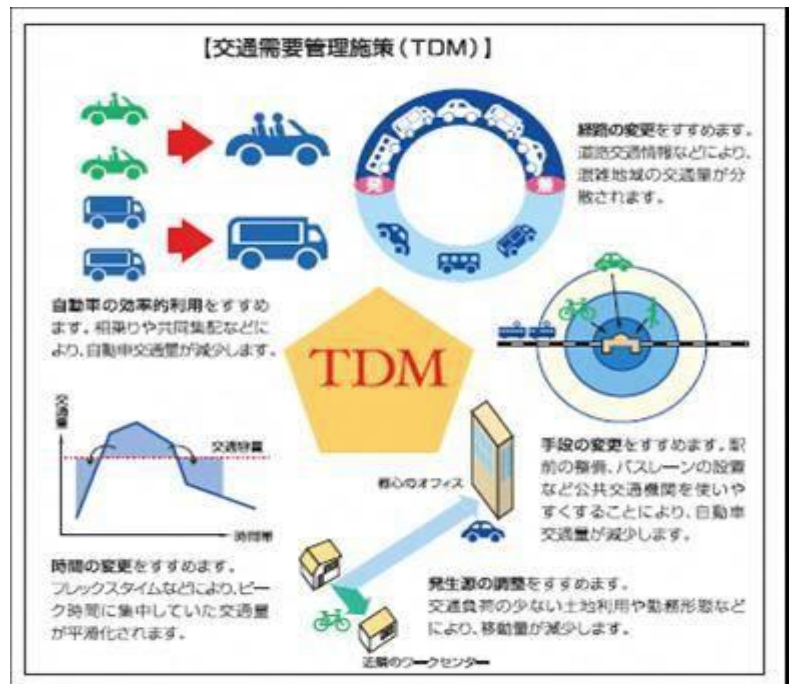 【交通需要管理施策(TDM)】
発
着
経路の変更をすすめます。
道路交通情報などにより、
混雑地域の交通量が分
散されます。
自動車の効率的利用をすすめ
ます。相乗りや共同集配などに
より、自動車交通量が減少します。
TDM
手段の変更をすすめます。駅
前の整備、バスレーンの設置
など公共交通機関を使いや
すくすることにより、自動車
交通量が減少します。
交通量
交通容量
時間帯
時間の変更をすすめます。
フレックスタイムなどにより、ピー
ク時間に集中していた交通量
が平滑化されます。
都心のオフィス
発生源の調整をすすめます。
交通負荷の少ない土地利用や勤務形態など
により、移動量が減少します。
近隣のワークセンター